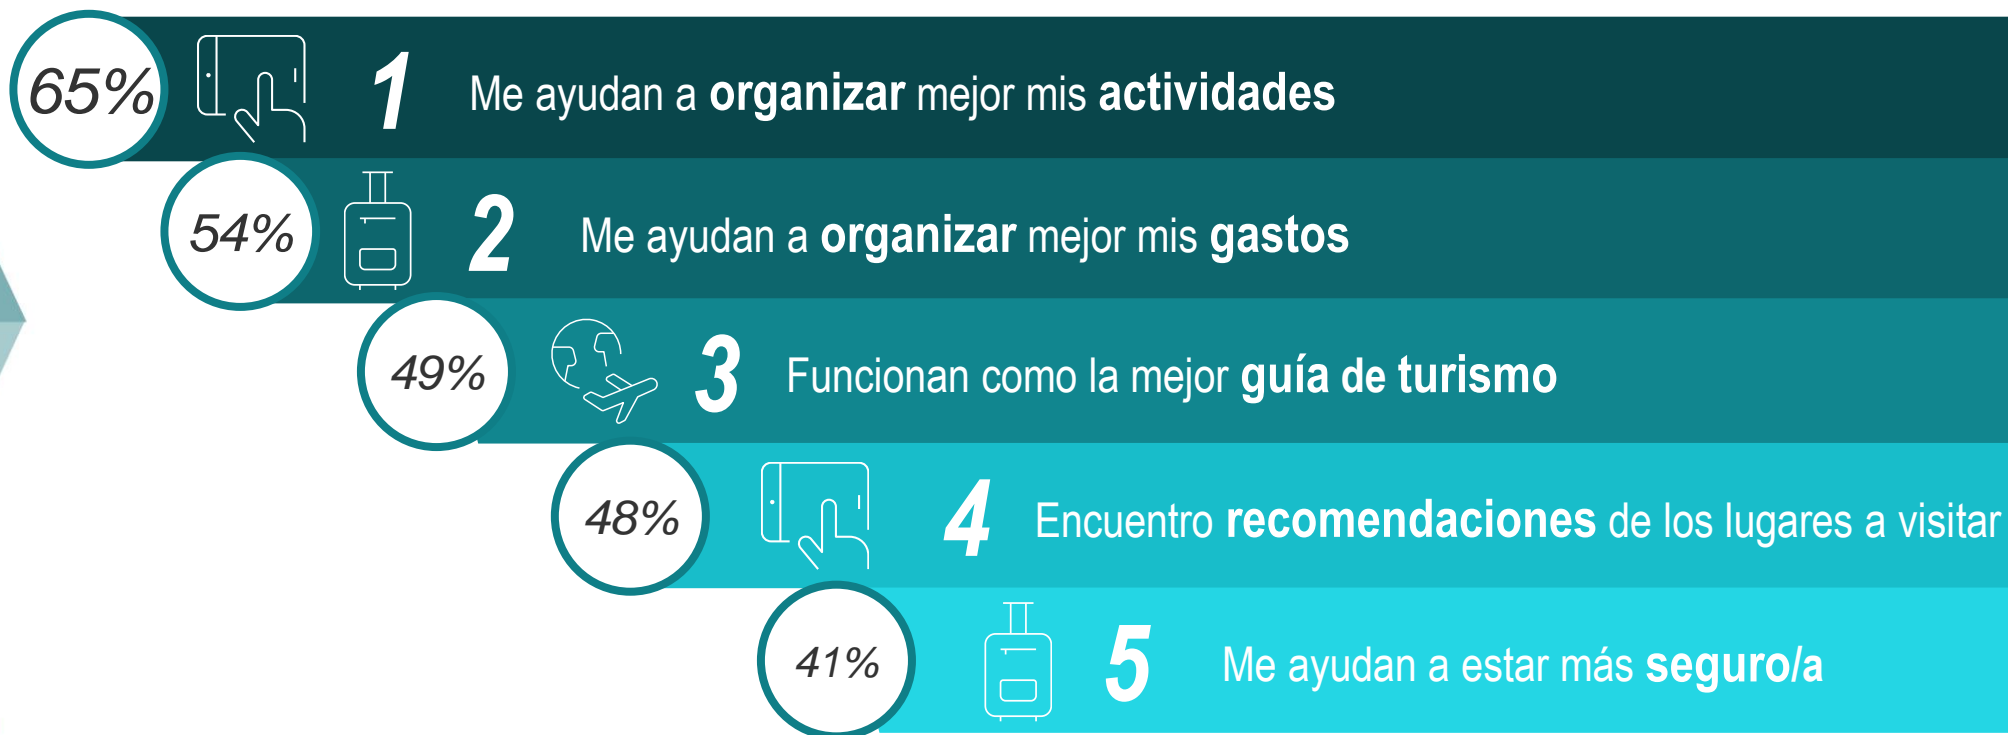 65% 1 Me ayudan a organizar mejor mis actividades
54% 2 Me ayudan a organizar mejor mis gastos
49% 3 Funcionan como la mejor guía de turismo
48% 4 Encuentro recomendaciones de los lugares a visitar
41% 5 Me ayudan a estar más seguro/a